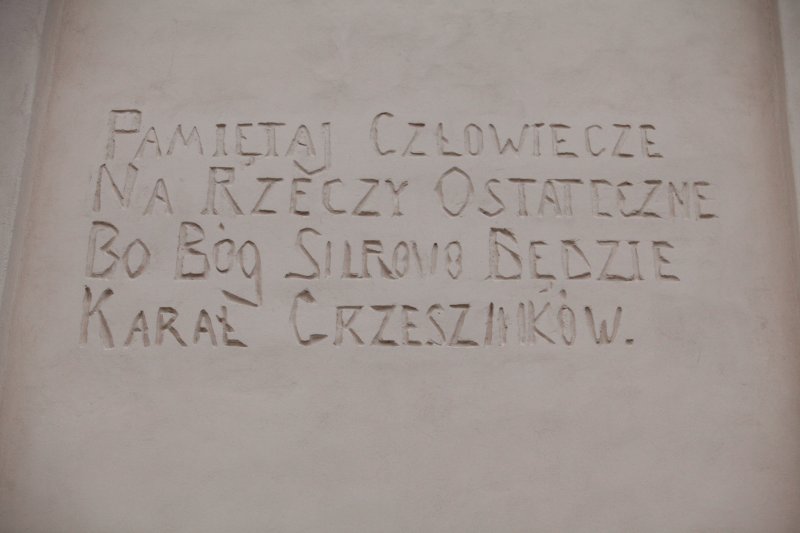 PAMIĘTAJ CZŁOWIECZE
NA RZECZY OSTATECZNE
BO BÓG SUROWO BĘDZIE
KARAŁ GRZESZNIKÓW.